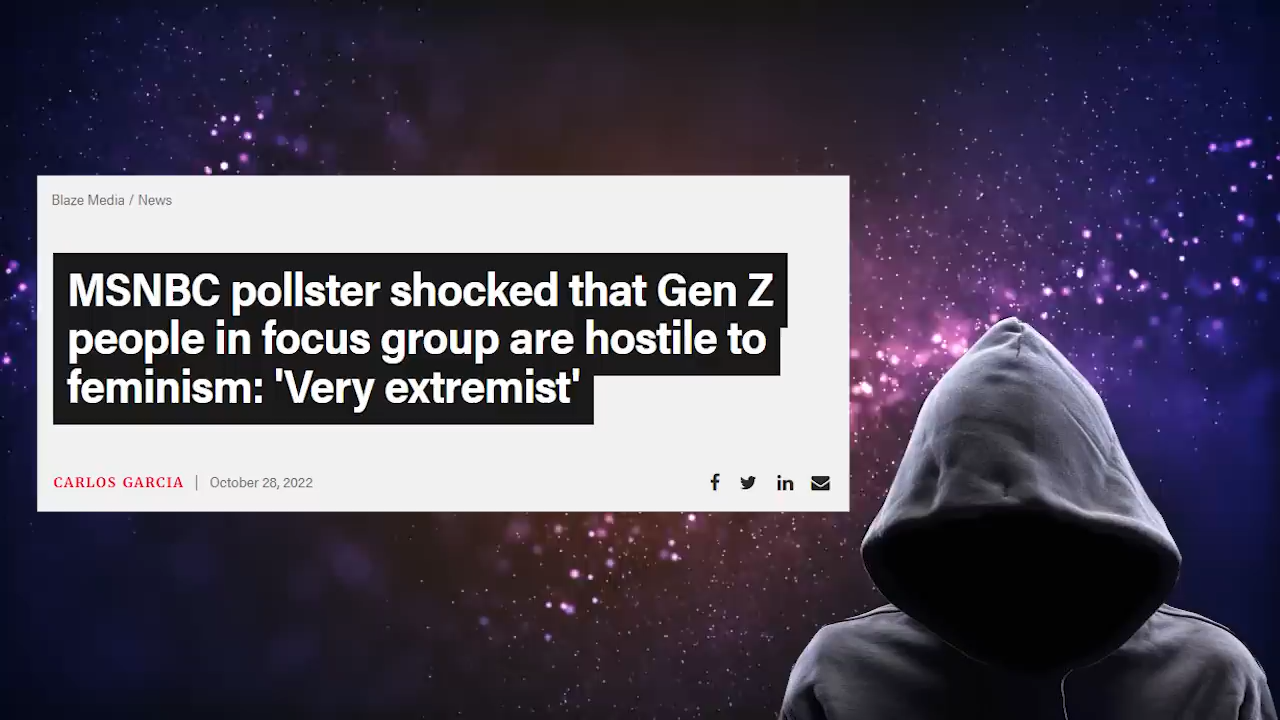 Blaze Media / News
MSNBC pollster shocked that Gen Z
people in focus group are hostile to
feminism: 'Very extremist'
CARLOS GARCIA | October 28, 2022